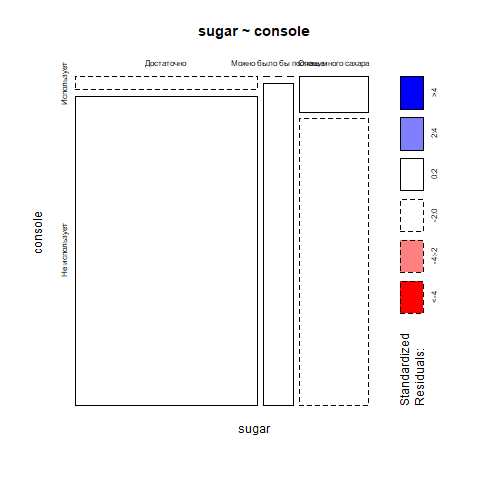 sugar ~ console
Достаточно
Можно было бы
много сахара
Использует
Не использует
console
sugar
>4
2:4
0:2
-2:0
-4:-2
<-4
Standardized
Residuals: